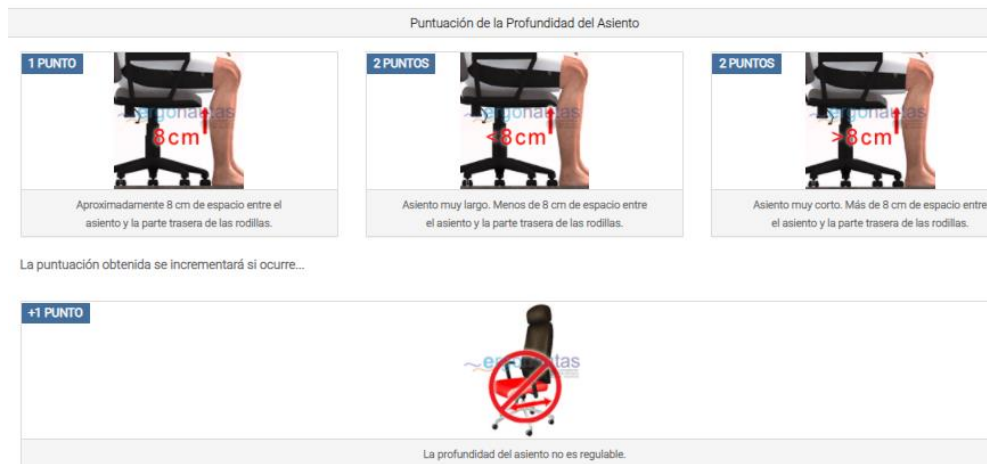 Puntuación de la Profundidad del Asiento
1 PUNTO
ergonautas
8cm
Aproximadamente 8 cm de espacio entre el
asiento y la parte trasera de las rodillas.
2 PUNTOS
ergonautas
<8cm
Asiento muy largo. Menos de 8 cm de espacio entre
el asiento y la parte trasera de las rodillas.
2 PUNTOS
ergonautas
>8cm
Asiento muy corto. Más de 8 cm de espacio entre
el asiento y la parte trasera de las rodillas.
La puntuación obtenida se incrementará si ocurre...
+1 PUNTO
La profundidad del asiento no es regulable.